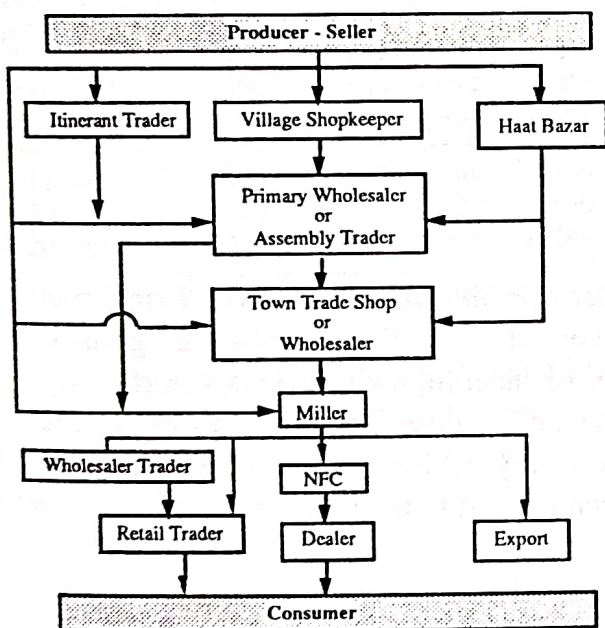 Producer - Seller
Itinerant Trader
Village Shopkeeper
Haat Bazar
Primary Wholesaler
or
Assembly Trader
Town Trade Shop
or
Wholesaler
Miller
Wholesaler Trader
NFC
Retail Trader
Dealer
Export
Consumer